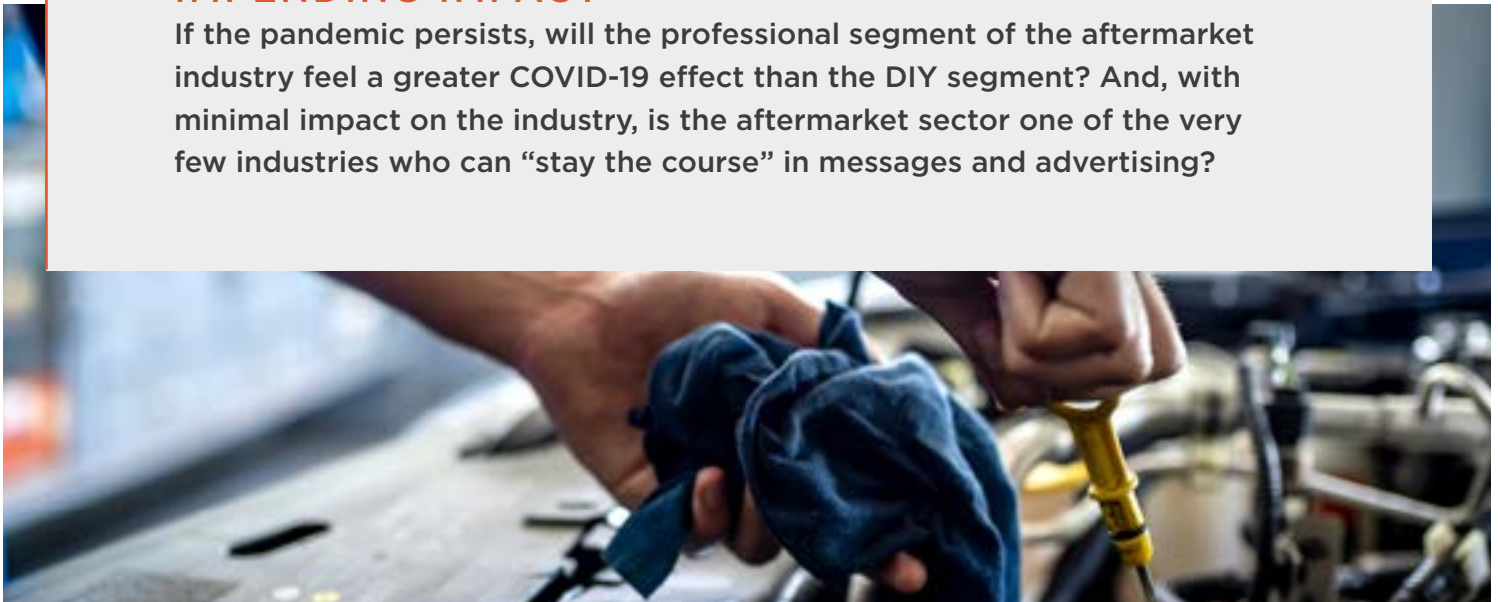 IMPENDING IMPACT
If the pandemic persists, will the professional segment of the aftermarket
industry feel a greater COVID-19 effect than the DIY segment? And, with
minimal impact on the industry, is the aftermarket sector one of the very
few industries who can “stay the course” in messages and advertising?